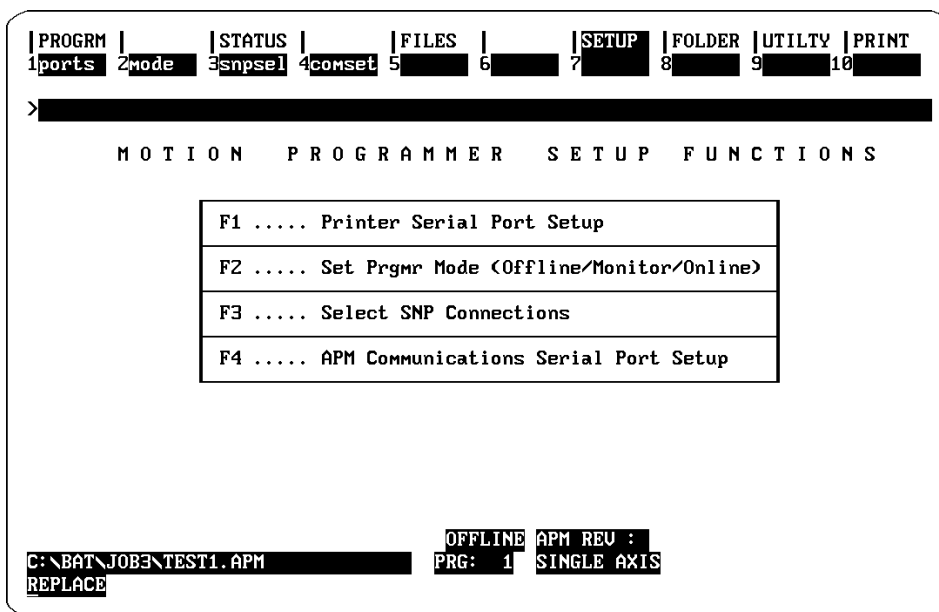 |PROGRM | |STATUS | |FILES | |SETUP |FOLDER |UTILTY |PRINT
1ports 2mode 3snpsel 4comset 5 6 7 8 9 10
>
MOTION PROGRAMMER SETUP FUNCTIONS
F1 ..... Printer Serial Port Setup
F2 ..... Set Prgmr Mode (Offline/Monitor/Online)
F3 ..... Select SNP Connections
F4 ..... APM Communications Serial Port Setup
OFFLINE APM REV :
C:\BAT\JOB3\TEST1.APM PRG: 1 SINGLE AXIS
REPLACE